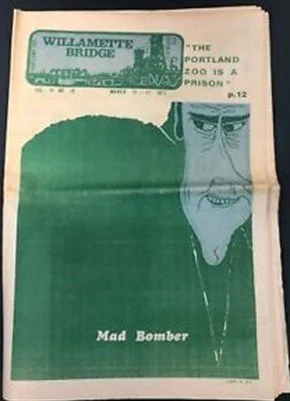 WILLAMETTE
BRIDGE
"THE
PORTLAND
ZOO IS A
PRISON"
p.12
Mad Bomber